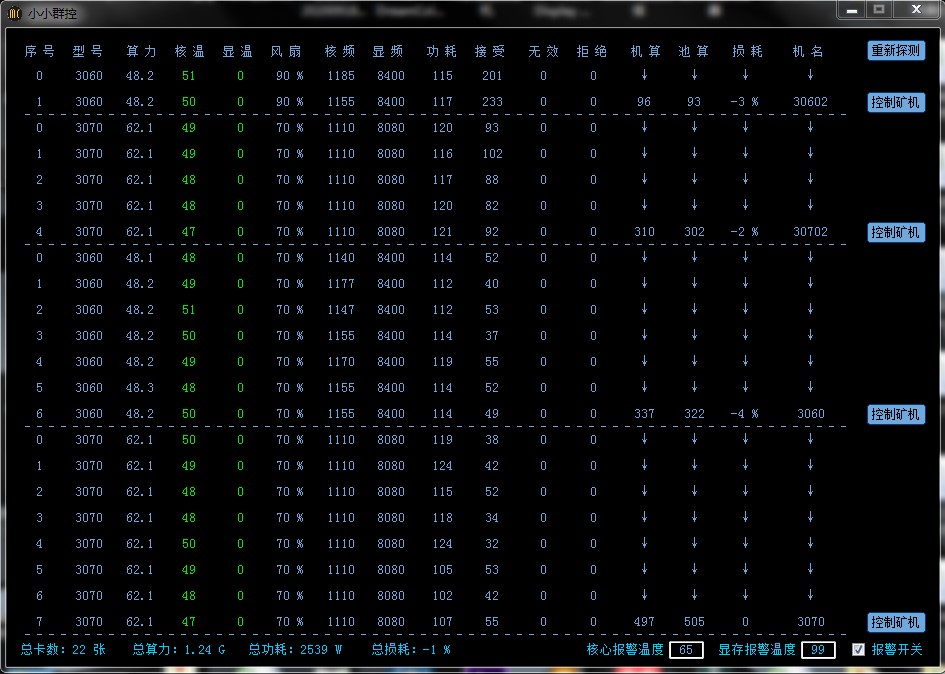 小小群控
序号 型号 算力 核温 显温 风扇 核频 显频 功耗 接受 无效 拒绝 机算 池算 损耗 机名 重新探测
0 3060 48.2 51 0 90 % 1185 8400 115 201 0 0 ↓ ↓ ↓ ↓
1 3060 48.2 50 0 90 % 1155 8400 117 233 0 0 96 93 -3 % 30602 控制矿机
0 3070 62.1 49 0 70 % 1110 8080 120 93 0 0 ↓ ↓ ↓ ↓
1 3070 62.1 49 0 70 % 1110 8080 116 102 0 0 ↓ ↓ ↓ ↓
2 3070 62.1 48 0 70 % 1110 8080 117 88 0 0 ↓ ↓ ↓ ↓
3 3070 62.1 48 0 70 % 1110 8080 120 82 0 0 ↓ ↓ ↓ ↓
4 3070 62.1 47 0 70 % 1110 8080 121 92 0 0 310 302 -2 % 30702 控制矿机
0 3060 48.1 48 0 70 % 1140 8400 114 52 0 0 ↓ ↓ ↓ ↓
1 3060 48.2 49 0 70 % 1177 8400 112 40 0 0 ↓ ↓ ↓ ↓
2 3060 48.2 51 0 70 % 1147 8400 112 53 0 0 ↓ ↓ ↓ ↓
3 3060 48.2 50 0 70 % 1155 8400 114 37 0 0 ↓ ↓ ↓ ↓
4 3060 48.2 49 0 70 % 1170 8400 119 55 0 0 ↓ ↓ ↓ ↓
5 3060 48.3 48 0 70 % 1155 8400 114 52 0 0 ↓ ↓ ↓ ↓
6 3060 48.2 50 0 70 % 1155 8400 114 49 0 0 337 322 -4 % 3060 控制矿机
0 3070 62.1 50 0 70 % 1110 8080 119 38 0 0 ↓ ↓ ↓ ↓
1 3070 62.1 49 0 70 % 1110 8080 124 42 0 0 ↓ ↓ ↓ ↓
2 3070 62.1 48 0 70 % 1110 8080 115 52 0 0 ↓ ↓ ↓ ↓
3 3070 62.1 48 0 70 % 1110 8080 118 34 0 0 ↓ ↓ ↓ ↓
4 3070 62.1 50 0 70 % 1110 8080 124 32 0 0 ↓ ↓ ↓ ↓
5 3070 62.1 49 0 70 % 1110 8080 105 53 0 0 ↓ ↓ ↓ ↓
6 3070 62.1 48 0 70 % 1110 8080 102 42 0 0 ↓ ↓ ↓ ↓
7 3070 62.1 47 0 70 % 1110 8080 107 55 0 0 497 505 0 3070 控制矿机
总卡数: 22 张 总算力: 1.24 G 总功耗: 2539 W 总损耗: -1 % 核心报警温度 65 显存报警温度 99 报警开关